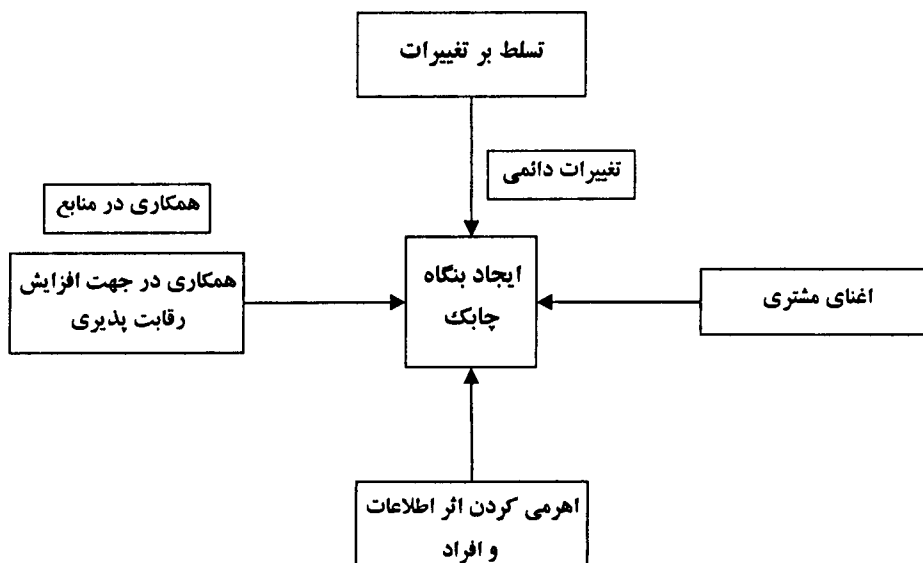 تسلط بر تغییرات
تغییرات دائمی
همکاری در منابع
همکاری در جهت افزایش
رقابت پذیری
ایجاد بنگاه
چابک
اغنای مشتری
اهرمی کردن اثر اطلاعات
و افراد